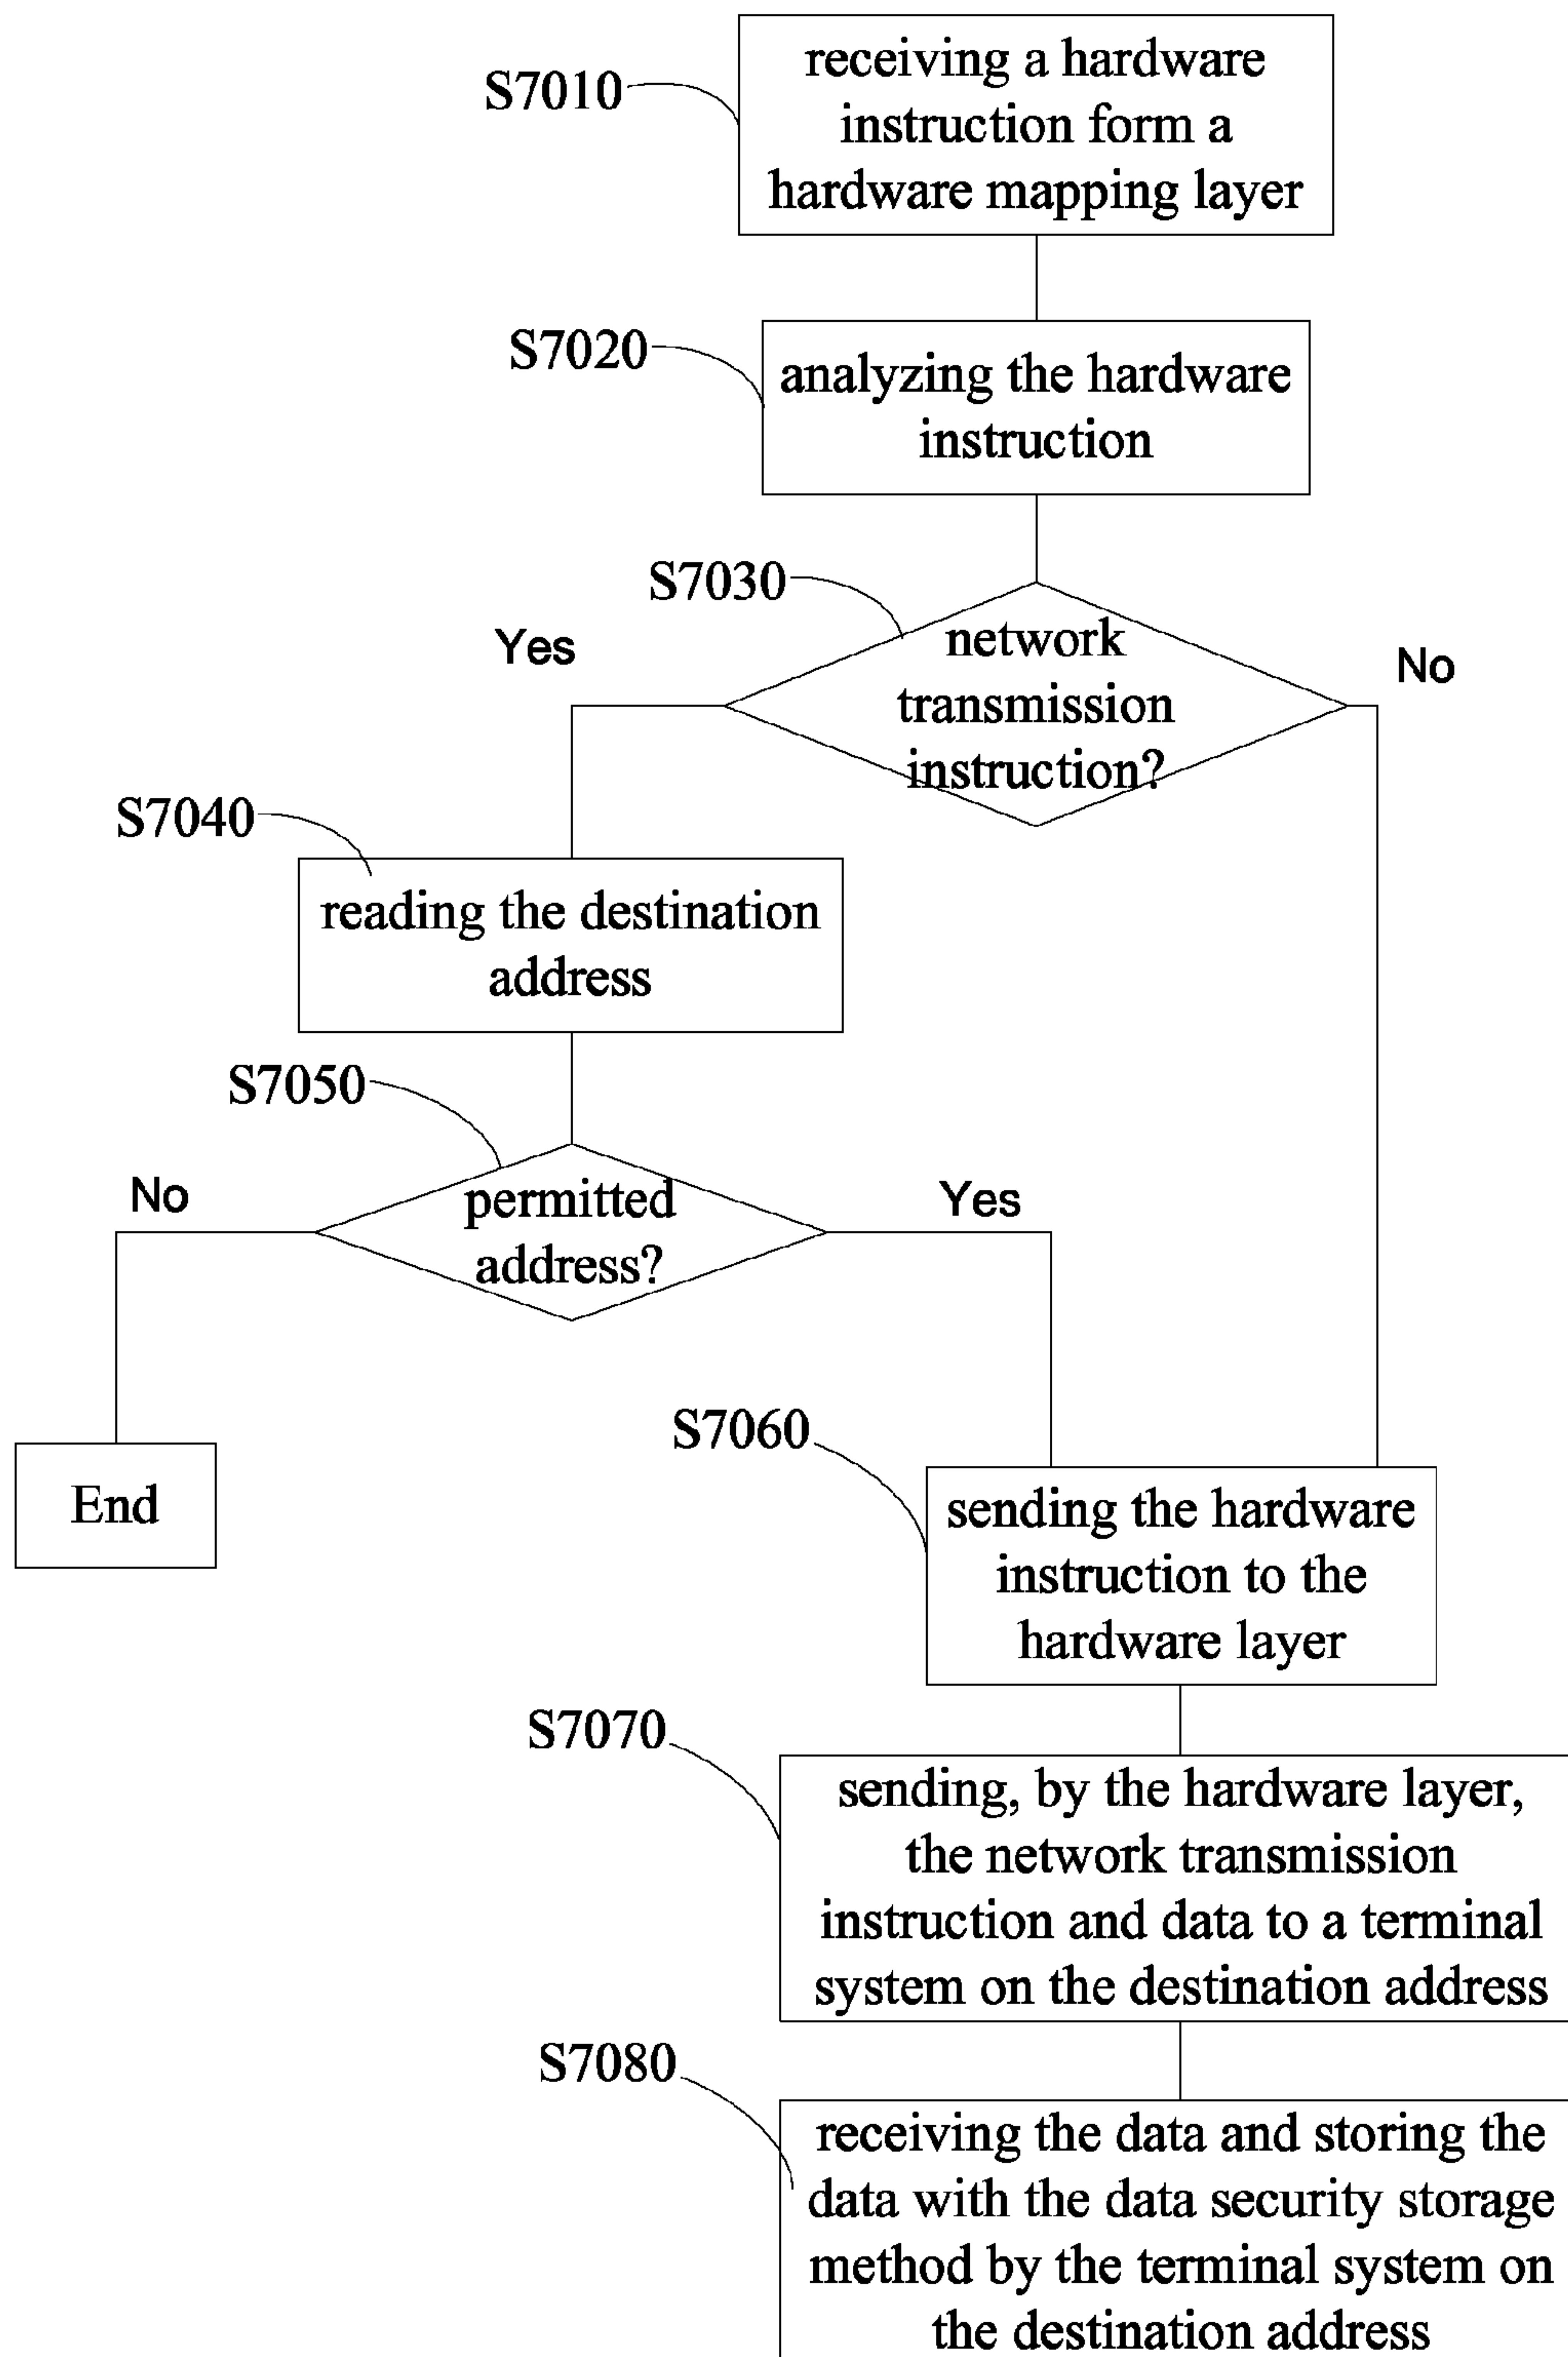 S7010
receiving a hardware
instruction form a
hardware mapping layer
S7020
analyzing the hardware
instruction
S7030
network
transmission
instruction?
Yes
No
S7040
reading the destination
address
S7050
permitted
address?
No
Yes
End
S7060
sending the hardware
instruction to the
hardware layer
S7070
sending, by the hardware layer,
the network transmission
instruction and data to a terminal
system on the destination address
S7080
receiving the data and storing the
data with the data security storage
method by the terminal system on
the destination address